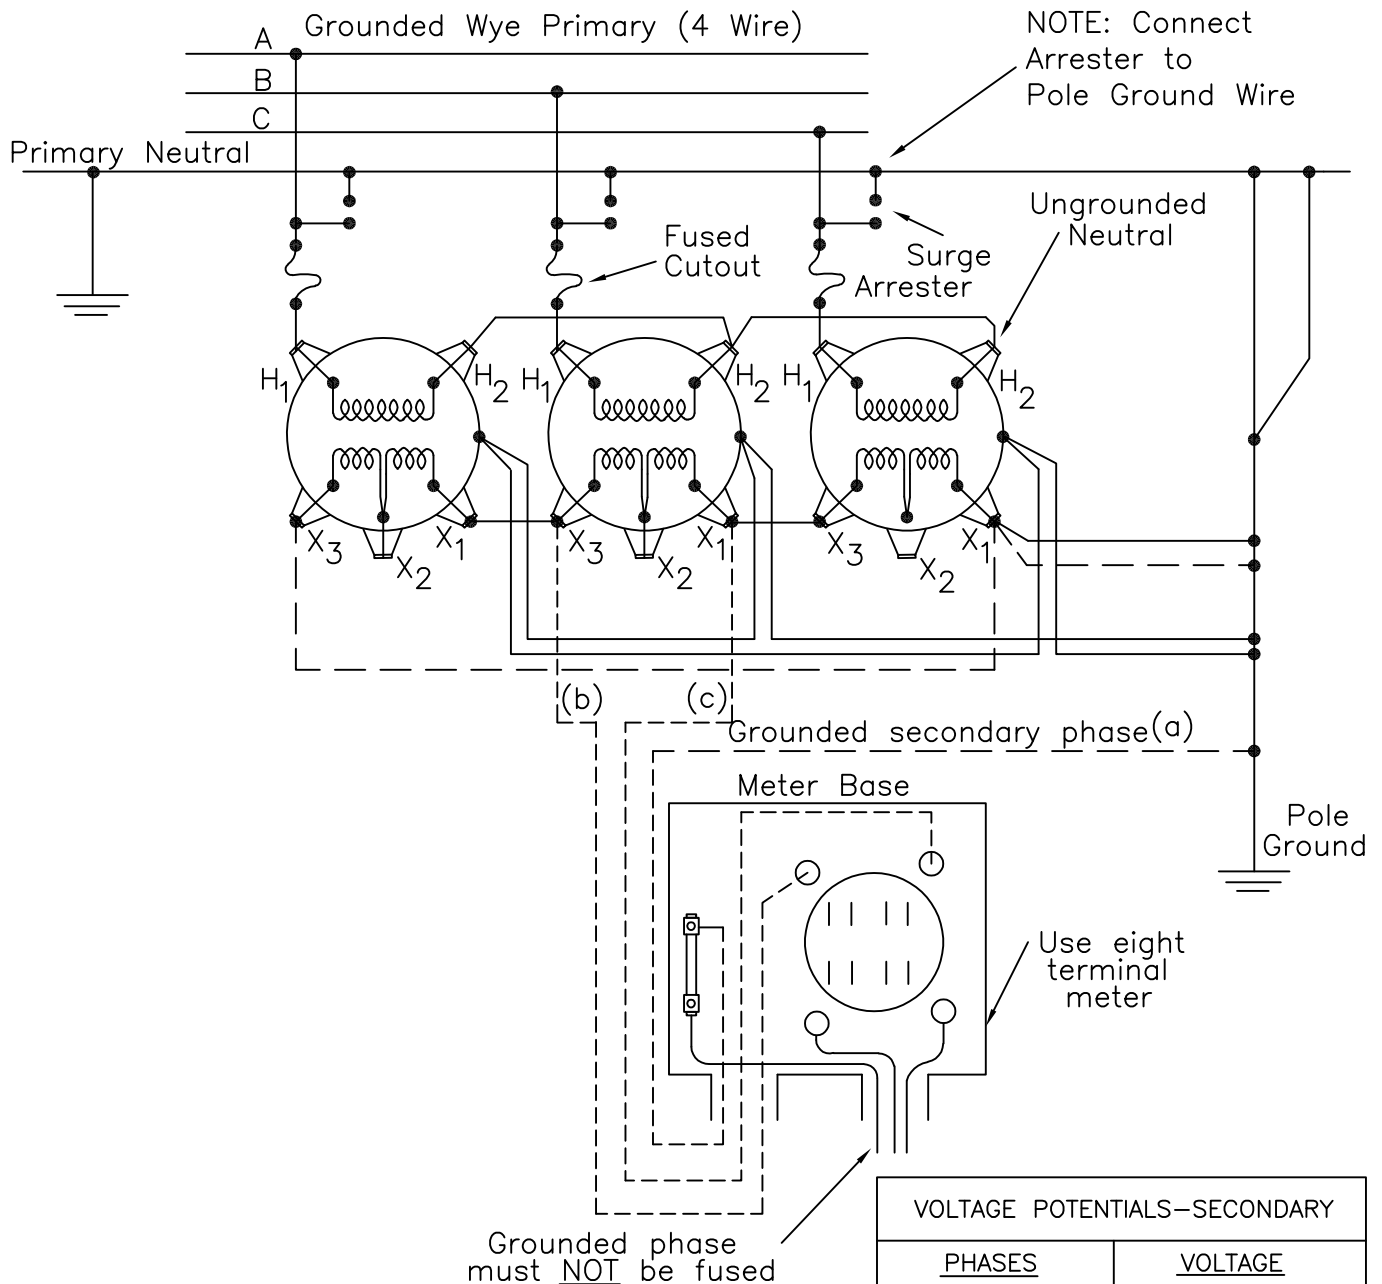 Grounded Wye Primary (4 Wire)
A
B
C
NOTE: Connect
Arrester to
Pole Ground Wire
Primary Neutral
Ungrounded
Neutral
Fused
Cutout
Surge
Arrester
H1
H2
H1
H2
H1
H2
X3
X2
X1
X3
X2
X1
X3
X2
X1
(b)
(c)
Grounded secondary phase(a)
Meter Base
Pole
Ground
Use eight
terminal
meter
Grounded phase
must NOT be fused
VOLTAGE POTENTIALS–SECONDARY
PHASES
VOLTAGE